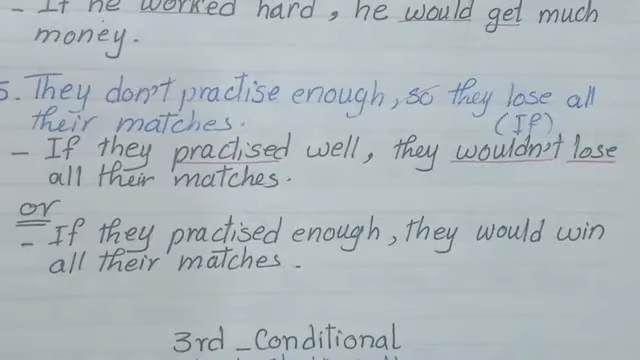 - If he worked hard, he would get much
money.
5. They don't practise enough, so they lose all
their matches. (If)
- If they practised well, they wouldn't lose
all their matches.
or
- If they practised enough, they would win
all their matches.
3rd - Conditional